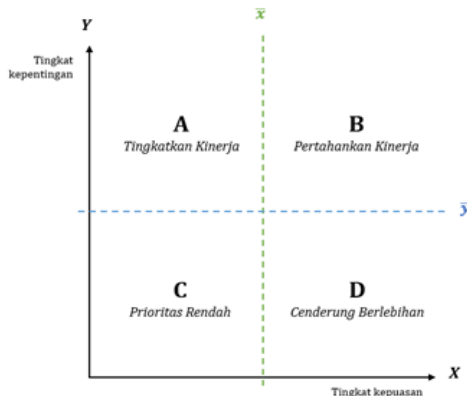 x̄
Y
Tingkat
kepentingan
A
Tingkatkan Kinerja
B
Pertahankan Kinerja
ȳ
C
Prioritas Rendah
D
Cenderung Berlebihan
X
Tingkat kepuasan